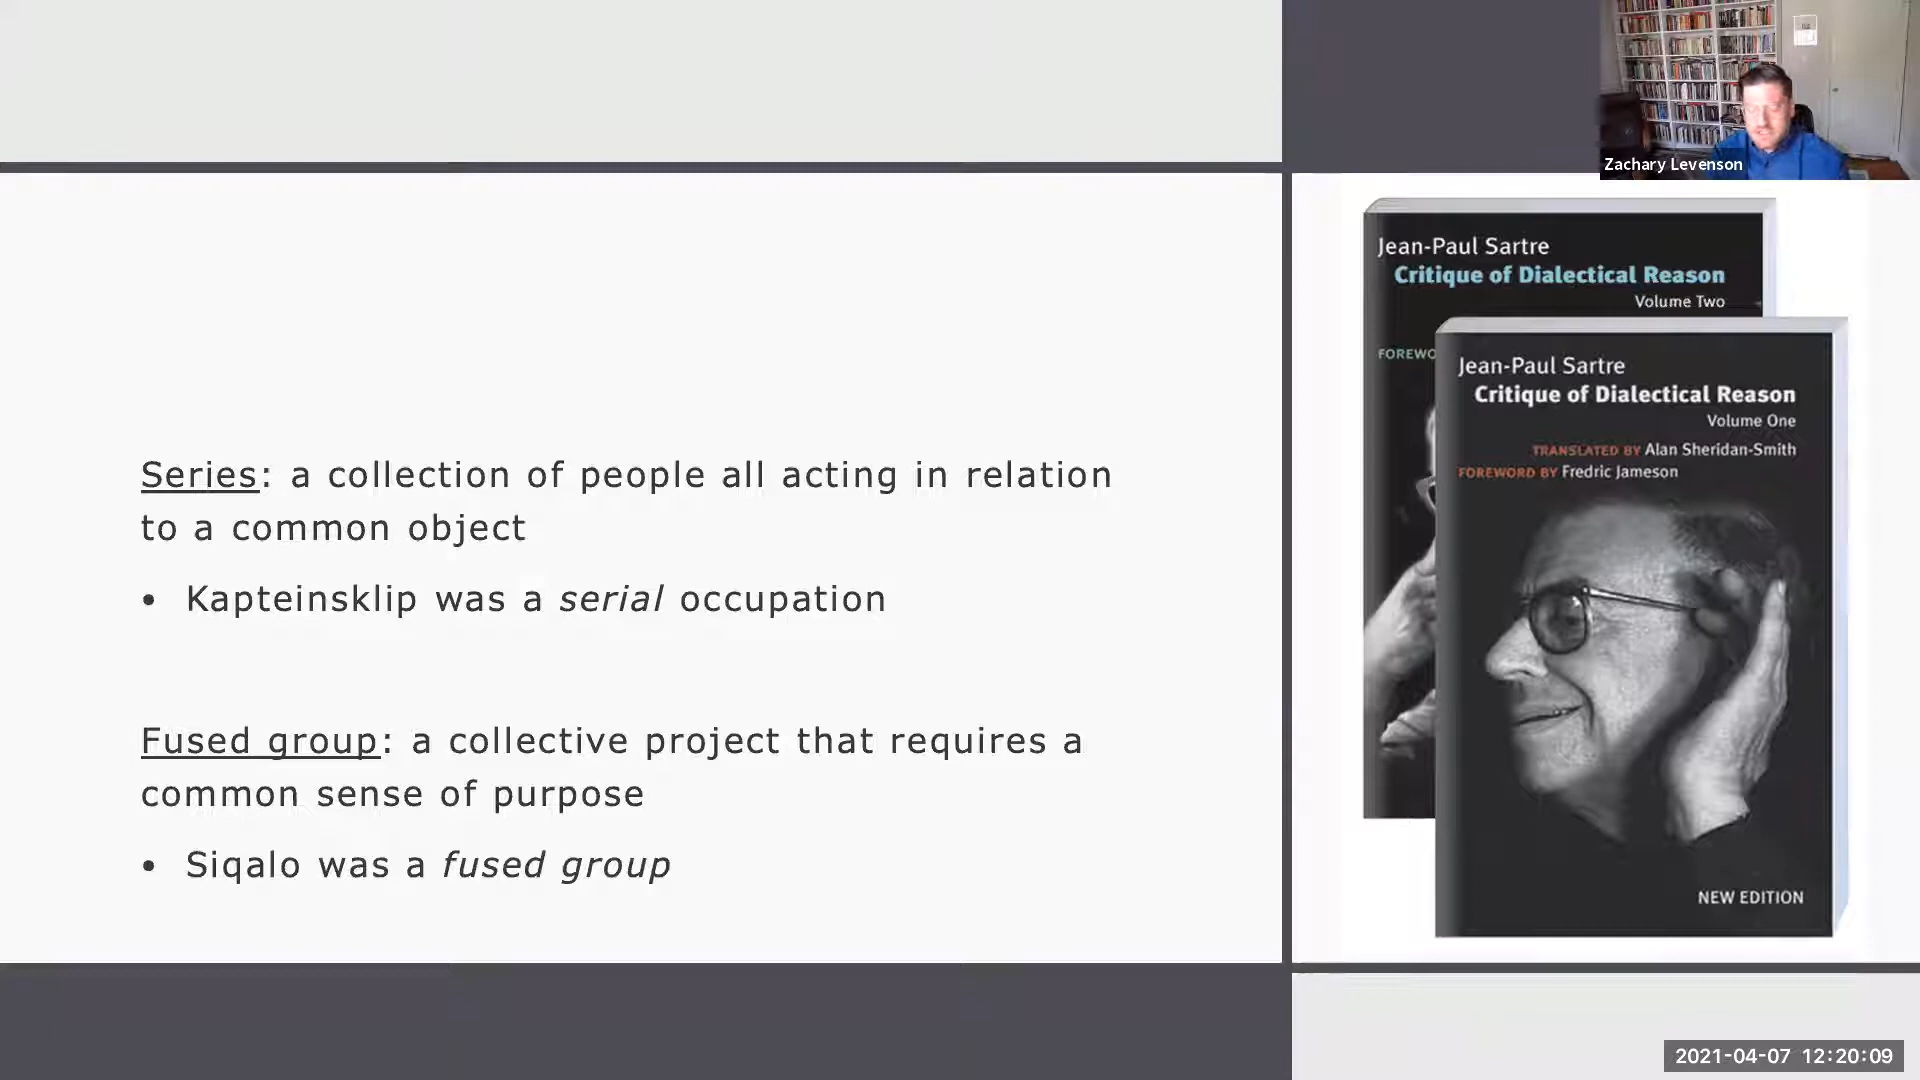 Zachary Levenson
Series: a collection of people all acting in relation
to a common object
• Kapteinsklip was a serial occupation
Fused group: a collective project that requires a
common sense of purpose
• Siqalo was a fused group
Jean-Paul Sartre
Critique of Dialectical Reason
Volume Two
FOREWO
Jean-Paul Sartre
Critique of Dialectical Reason
Volume One
TRANSLATED BY Alan Sheridan-Smith
FOREWORD BY Fredric Jameson
NEW EDITION
2021-04-07 12:20:09